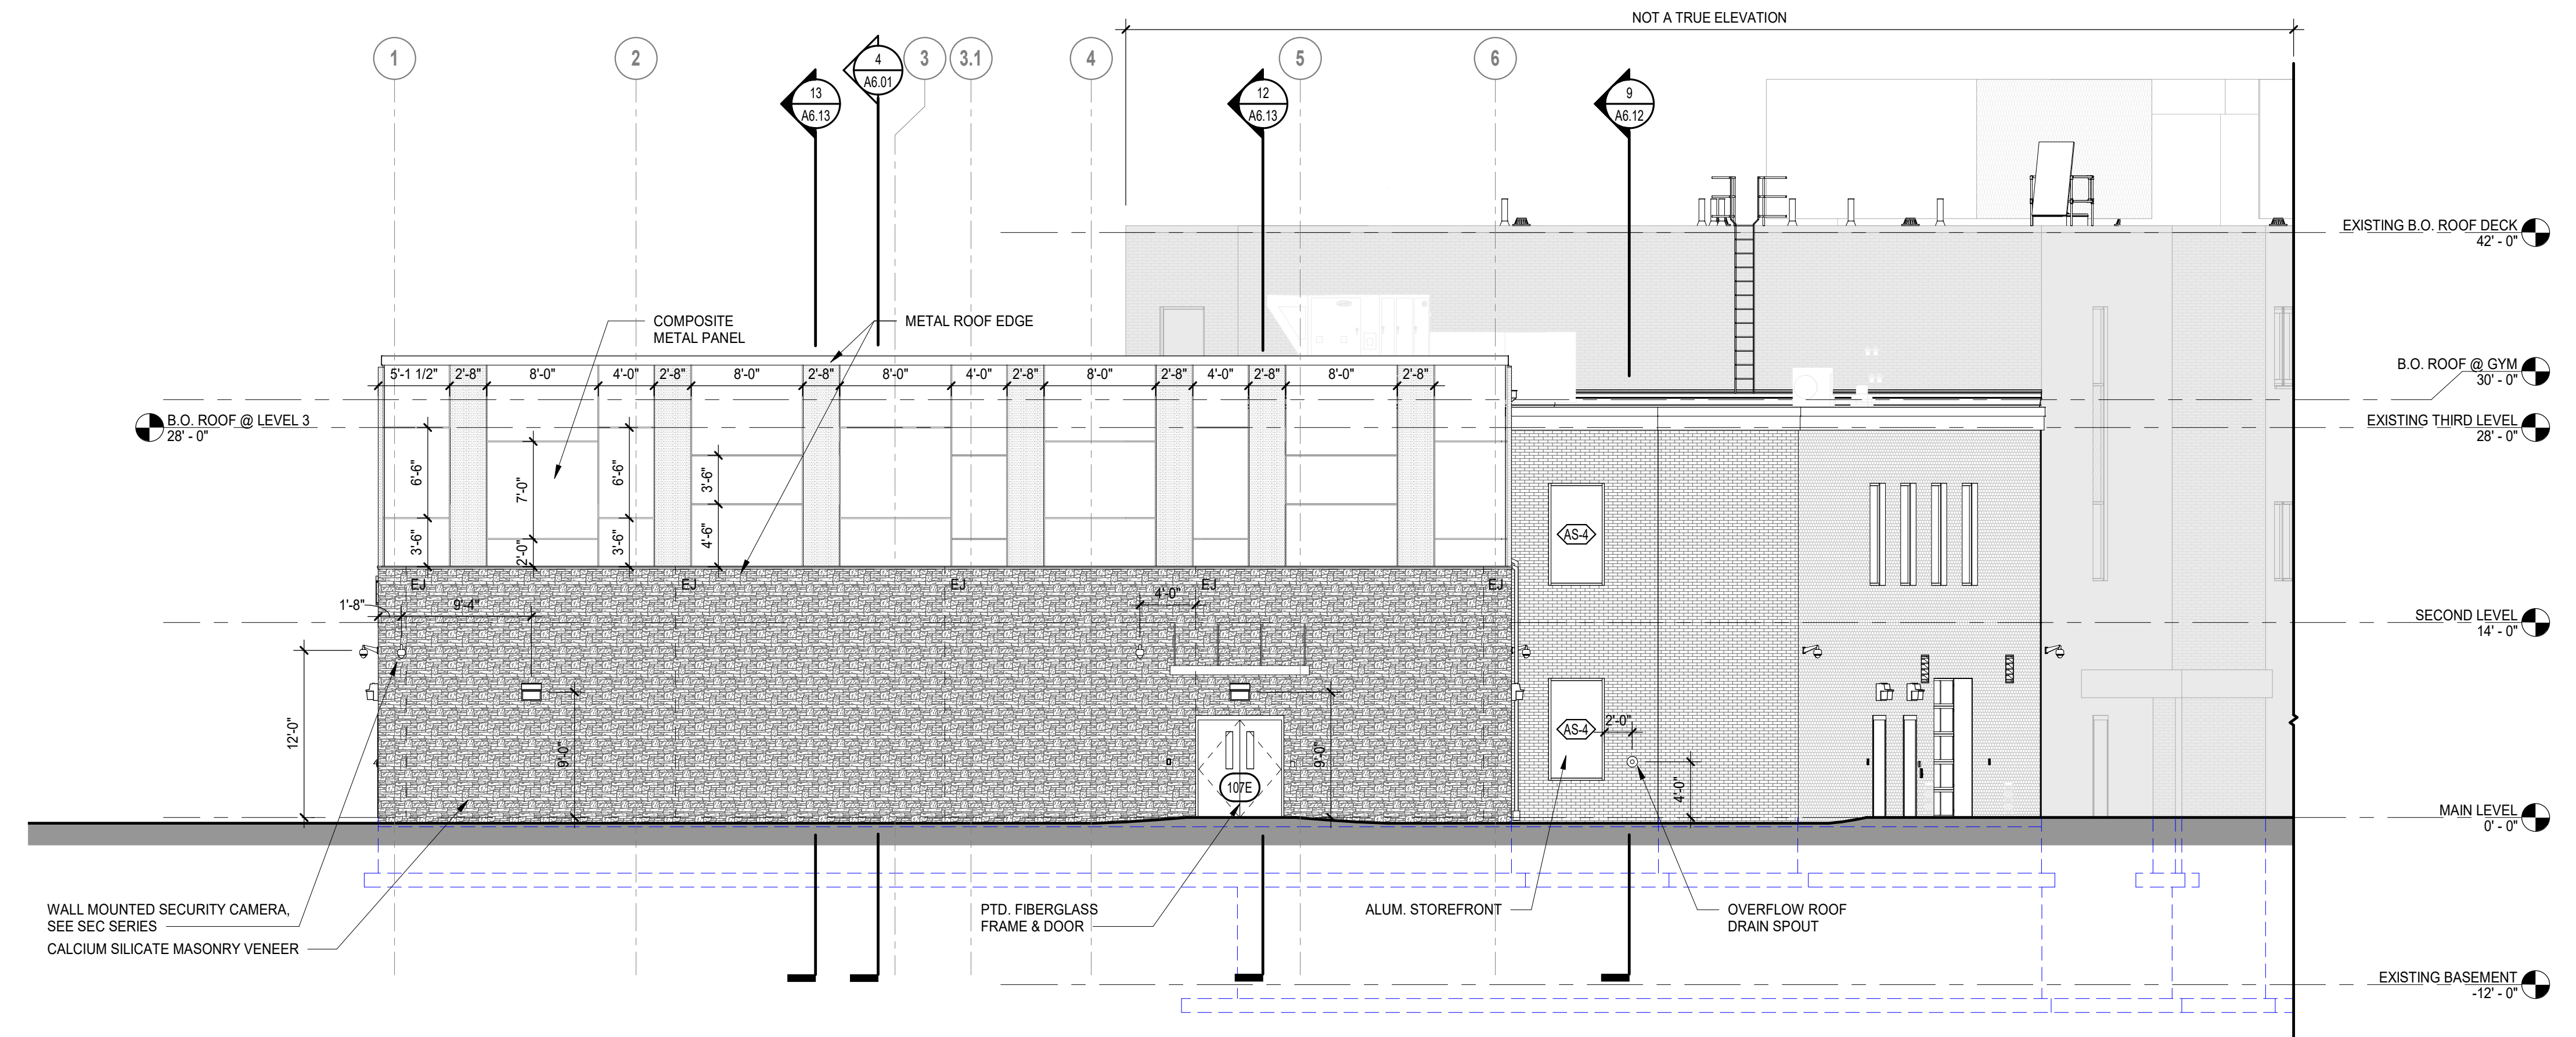 NOT A TRUE ELEVATION
1
2
4
A6.01
3
3.1
4
5
6
13
A6.13
12
A6.13
9
A6.12
EXISTING B.O. ROOF DECK
42' - 0"
COMPOSITE
METAL PANEL
METAL ROOF EDGE
B.O. ROOF @ GYM
30' - 0"
5'-1 1/2"
2'-8"
8'-0"
4'-0"
2'-8"
8'-0"
2'-8"
8'-0"
4'-0"
2'-8"
8'-0"
2'-8"
4'-0"
2'-8"
8'-0"
2'-8"
B.O. ROOF @ LEVEL 3
28' - 0"
EXISTING THIRD LEVEL
28' - 0"
6'-6"
7'-0"
6'-6"
3'-6"
3'-6"
2'-0"
3'-6"
4'-6"
AS-4
EJ
EJ
EJ
EJ
EJ
1'-8"
9'-4"
4'-0"
SECOND LEVEL
14' - 0"
12'-0"
9'-0"
9'-0"
AS-4
2'-0"
4'-0"
107E
MAIN LEVEL
0' - 0"
WALL MOUNTED SECURITY CAMERA,
SEE SEC SERIES
CALCIUM SILICATE MASONRY VENEER
PTD. FIBERGLASS
FRAME & DOOR
ALUM. STOREFRONT
OVERFLOW ROOF
DRAIN SPOUT
EXISTING BASEMENT
-12' - 0"